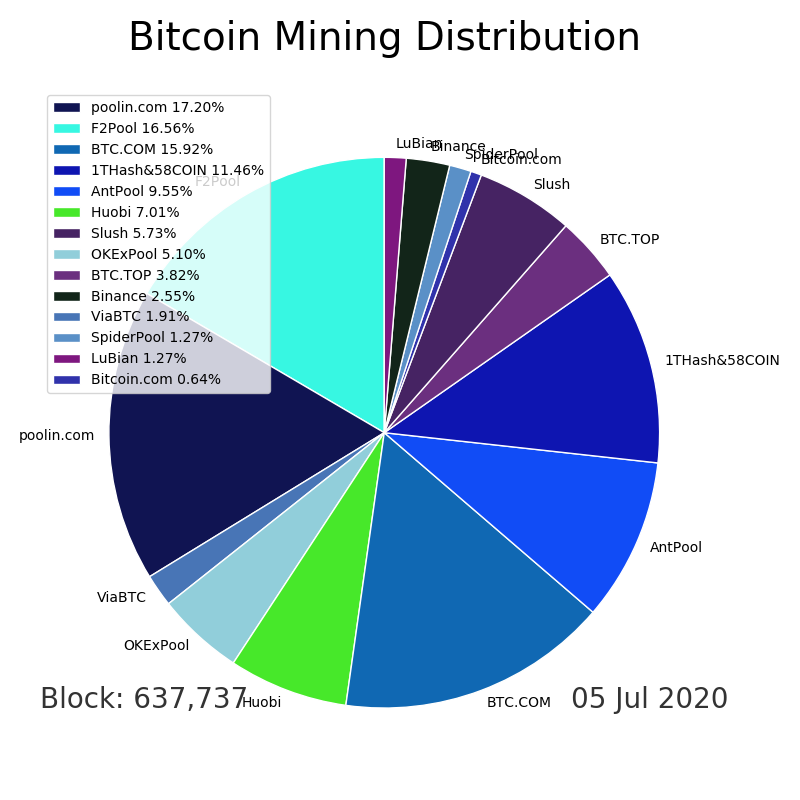 Bitcoin Mining Distribution
poolin.com 17.20%
F2Pool 16.56%
BTC.COM 15.92%
1THash&58COIN 11.46%
AntPool 9.55%
Huobi 7.01%
Slush 5.73%
OKExPool 5.10%
BTC.TOP 3.82%
Binance 2.55%
ViaBTC 1.91%
SpiderPool 1.27%
LuBian 1.27%
Bitcoin.com 0.64%
LuBian
Binance
SpiderPool
Bitcoin.com
F2Pool
Slush
BTC.TOP
1THash&58COIN
poolin.com
AntPool
ViaBTC
OKExPool
Huobi
BTC.COM
Block: 637,737
05 Jul 2020